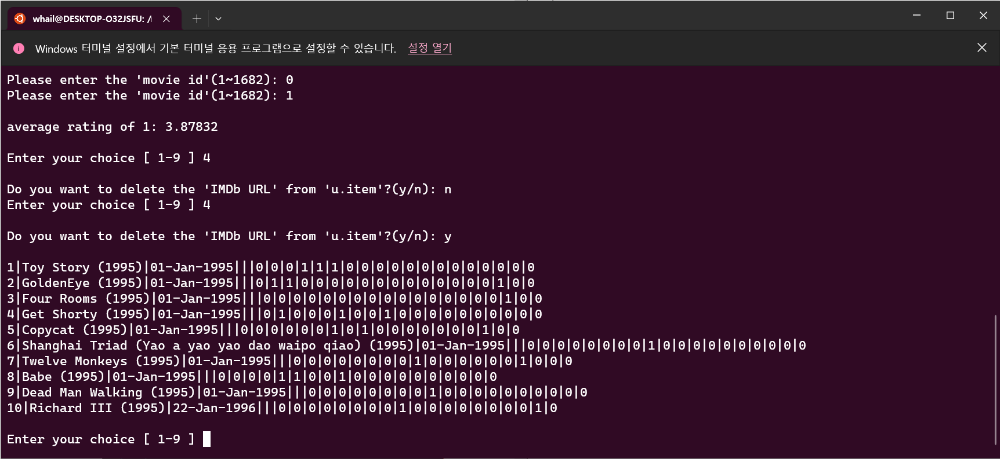 whail@DESKTOP-O32JSFU: /
Windows 터미널 설정에서 기본 터미널 응용 프로그램으로 설정할 수 있습니다. 설정 열기
Please enter the 'movie id'(1~1682): 0
Please enter the 'movie id'(1~1682): 1
average rating of 1: 3.87832
Enter your choice [ 1-9 ] 4
Do you want to delete the 'IMDb URL' from 'u.item'?(y/n): n
Enter your choice [ 1-9 ] 4
Do you want to delete the 'IMDb URL' from 'u.item'?(y/n): y
1|Toy Story (1995)|01-Jan-1995|||0|0|0|1|1|1|0|0|0|0|0|0|0|0|0|0|0|0|0
2|GoldenEye (1995)|01-Jan-1995|||0|1|1|0|0|0|0|0|0|0|0|0|0|0|0|0|1|0|0
3|Four Rooms (1995)|01-Jan-1995|||0|0|0|0|0|0|0|0|0|0|0|0|0|0|0|0|1|0|0
4|Get Shorty (1995)|01-Jan-1995|||0|1|0|0|0|1|0|0|1|0|0|0|0|0|0|0|0|0|0
5|Copycat (1995)|01-Jan-1995|||0|0|0|0|0|0|1|0|1|0|0|0|0|0|0|0|1|0|0
6|Shanghai Triad (Yao a yao yao dao waipo qiao) (1995)|01-Jan-1995|||0|0|0|0|0|0|0|0|1|0|0|0|0|0|0|0|0|0|0
7|Twelve Monkeys (1995)|01-Jan-1995|||0|0|0|0|0|0|0|0|1|0|0|0|0|0|0|1|0|0|0
8|Babe (1995)|01-Jan-1995|||0|0|0|0|1|1|0|0|1|0|0|0|0|0|0|0|0|0|0
9|Dead Man Walking (1995)|01-Jan-1995|||0|0|0|0|0|0|0|0|1|0|0|0|0|0|0|0|0|0|0
10|Richard III (1995)|22-Jan-1996|||0|0|0|0|0|0|0|0|1|0|0|0|0|0|0|0|0|1|0
Enter your choice [ 1-9 ]